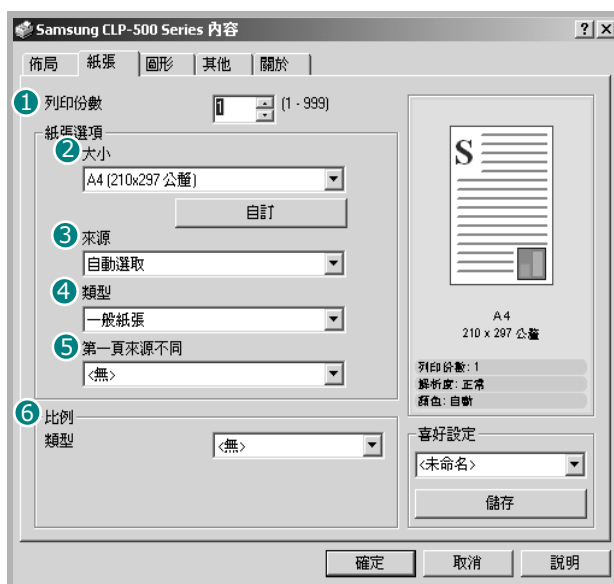 Samsung CLP-500 Series 內容
? X
佈局 紙張 圖形 其他 關於
1 列印份數 1 (1 - 999)
紙張選項
2 大小
A4 (210x297 公釐)
自訂
3 來源
自動選取
4 類型
一般紙張
5 第一頁來源不同
<無>
6 比例
類型 <無>
S
A4
210 x 297 公釐
列印份數: 1
解析度: 正常
顏色: 自動
喜好設定
<未命名>
儲存
確定 取消 說明